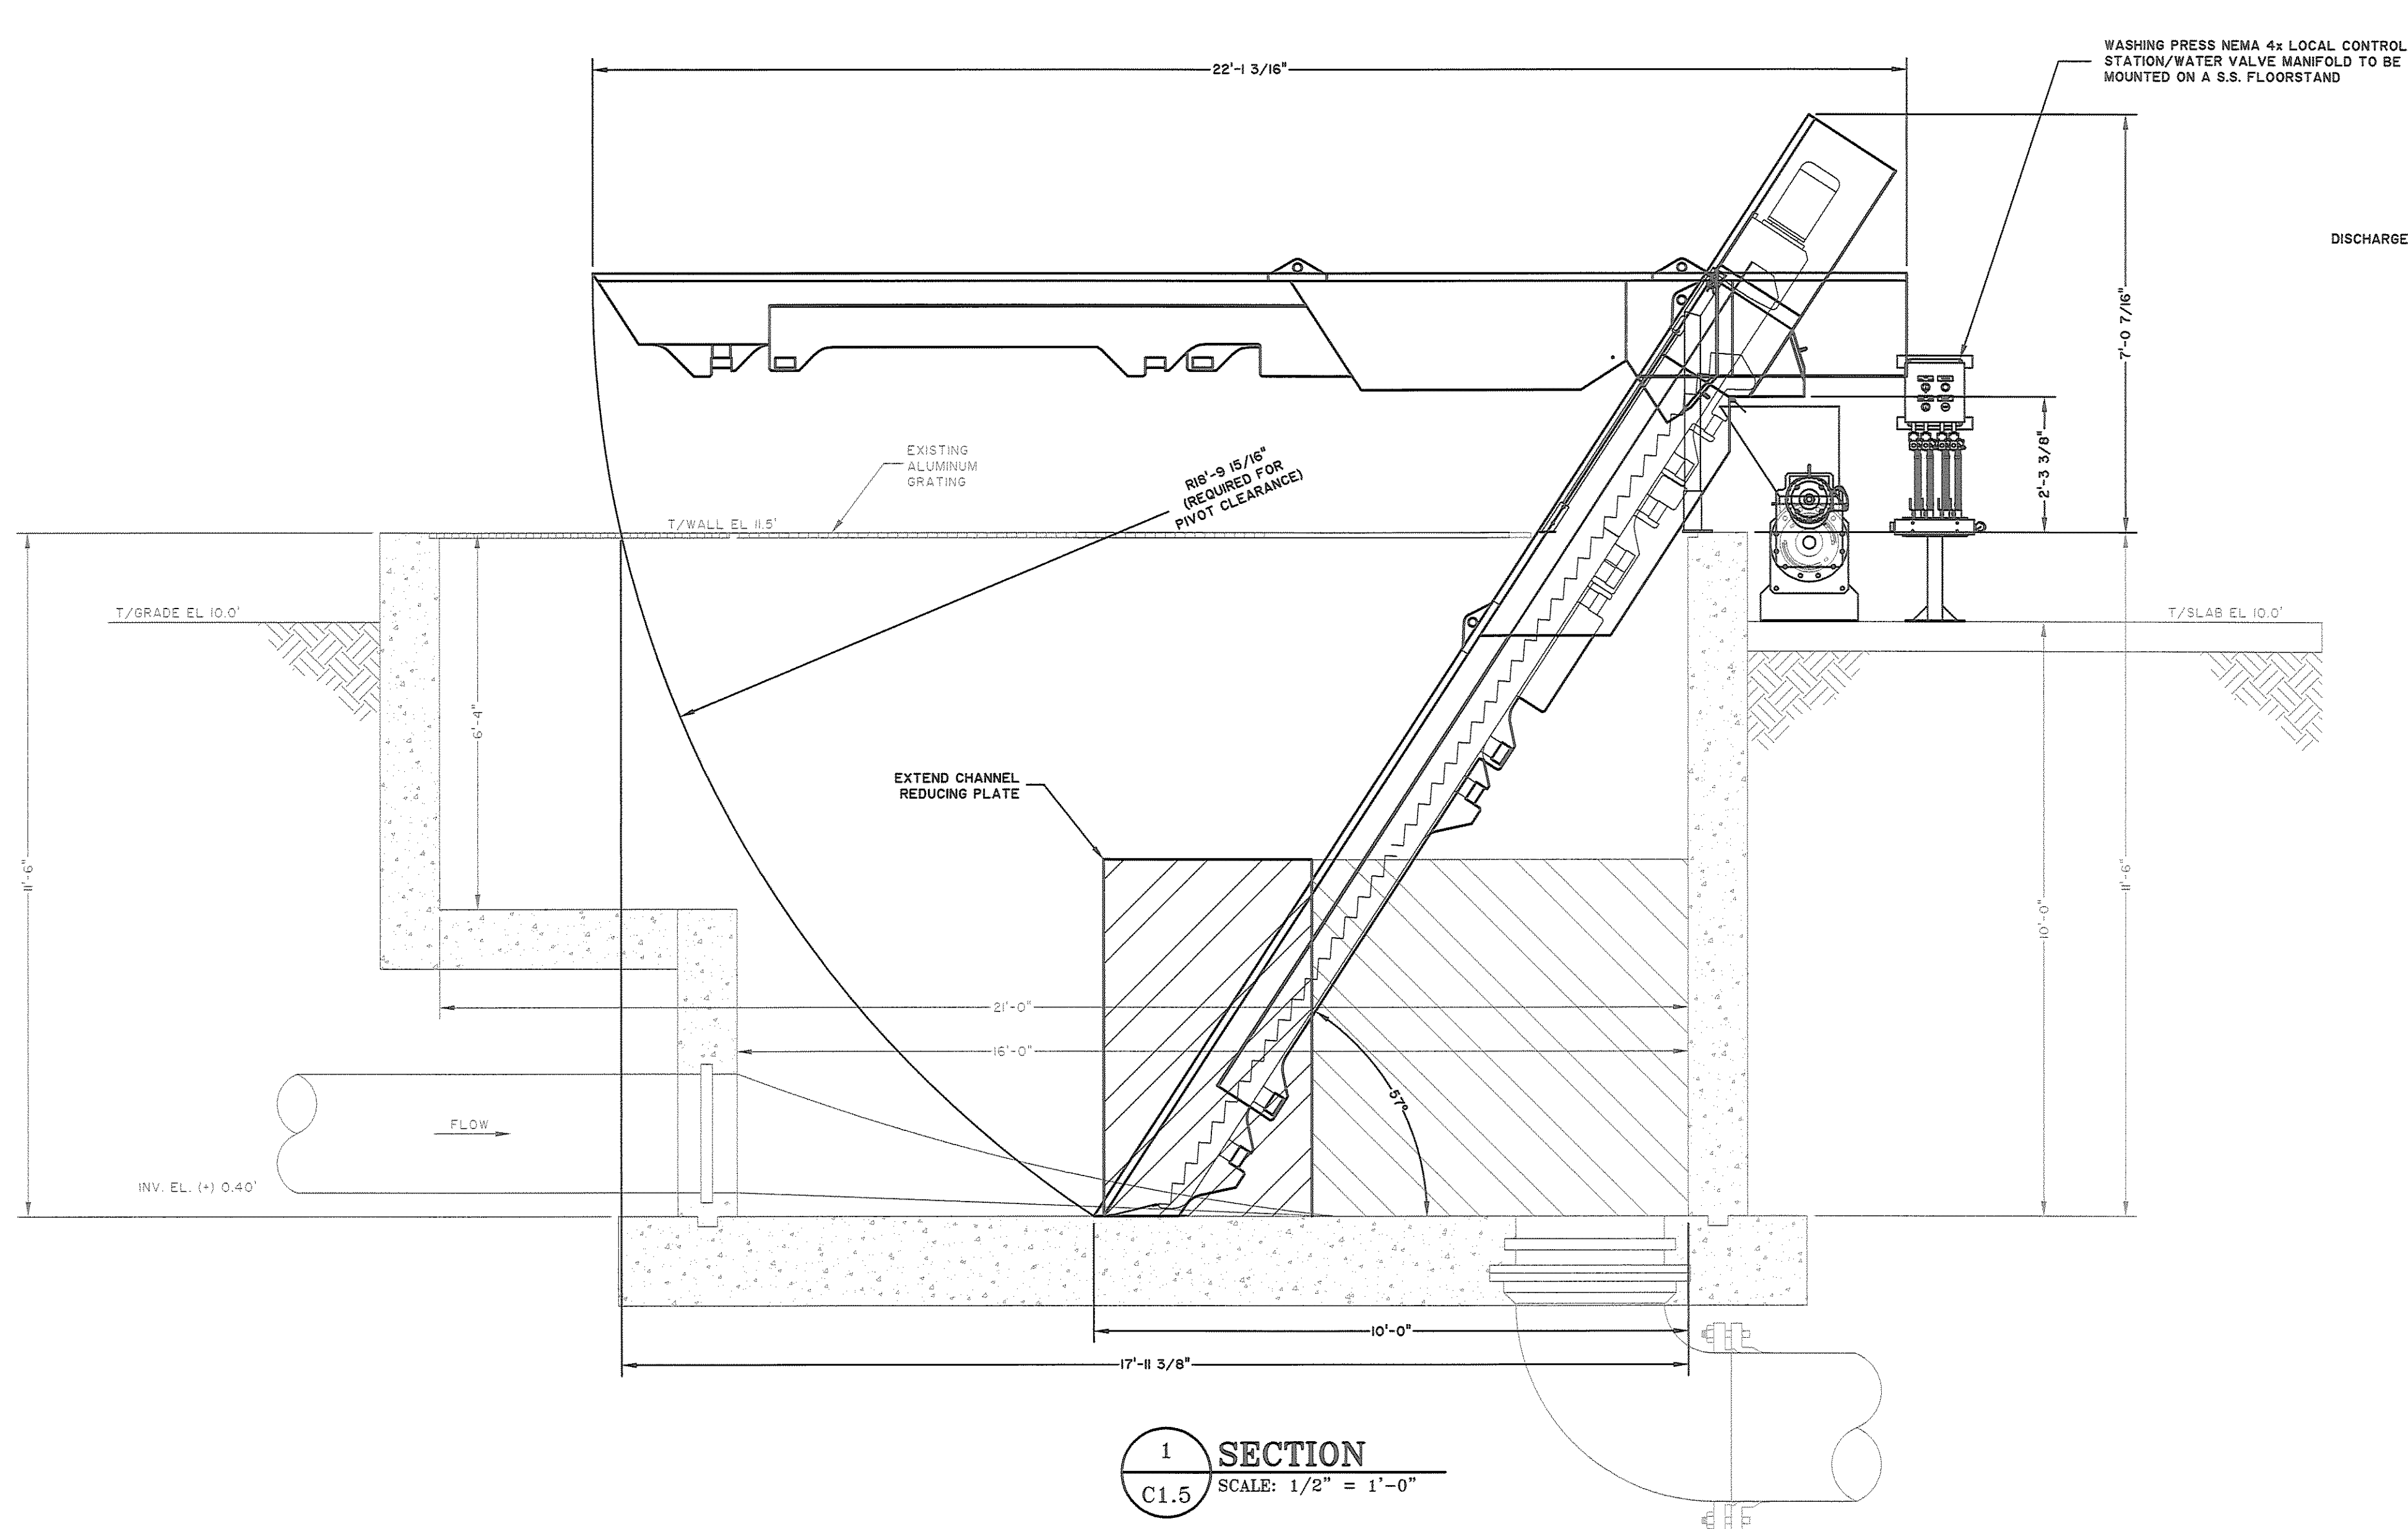 22'-1 3/16"
WASHING PRESS NEMA 4x LOCAL CONTROL
STATION/WATER VALVE MANIFOLD TO BE
MOUNTED ON A S.S. FLOORSTAND
DISCHARGE
7'-0 7/16"
2'-3 3/8"
EXISTING
ALUMINUM
GRATING
R18'-9 15/16"
(REQUIRED FOR
PIVOT CLEARANCE)
T/WALL EL 11.5'
T/GRADE EL 10.0'
T/SLAB EL 10.0'
6'-4"
EXTEND CHANNEL
REDUCING PLATE
11'-6"
10'-0"
11'-6"
21'-0"
16'-0"
57°
FLOW
INV. EL. (+) 0.40'
10'-0"
17'-11 3/8"
1
C1.5
SECTION
SCALE: 1/2" = 1'-0"